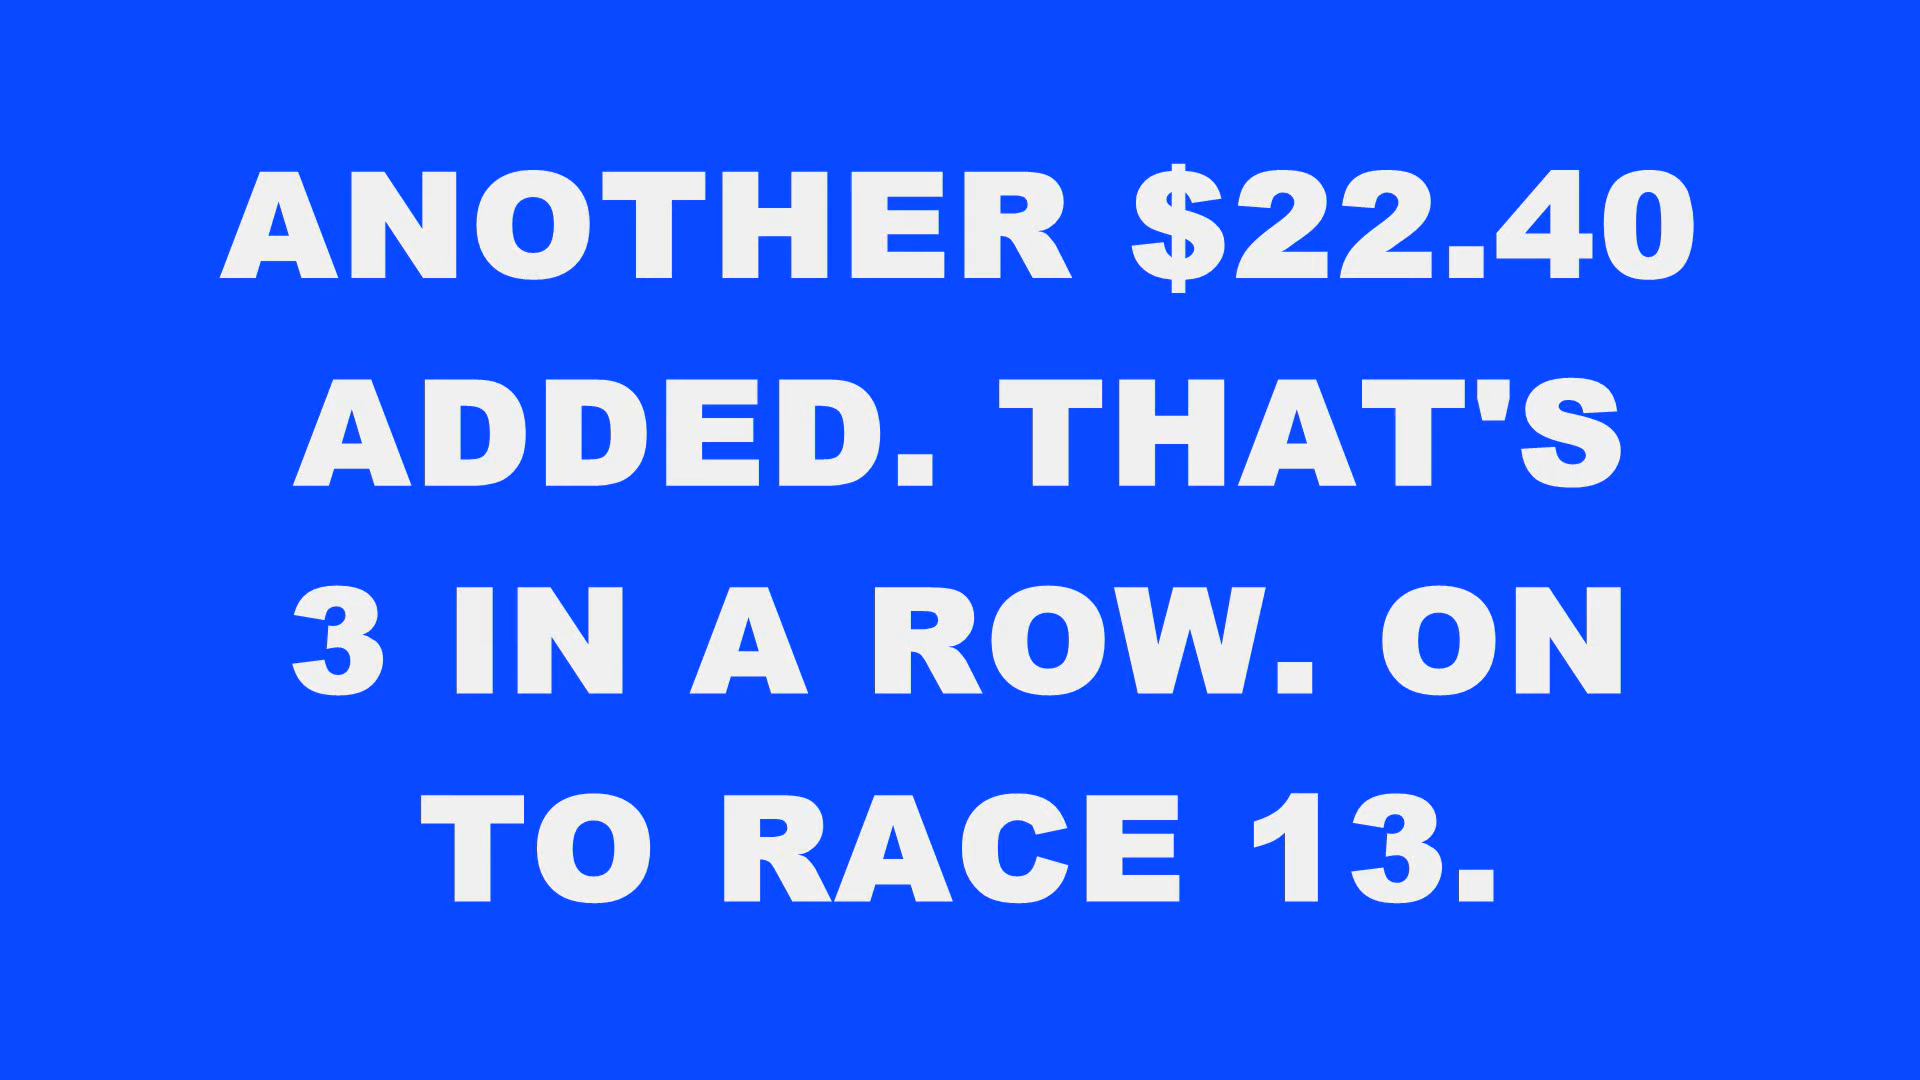 ANOTHER $22.40
ADDED. THAT'S
3 IN A ROW. ON
TO RACE 13.